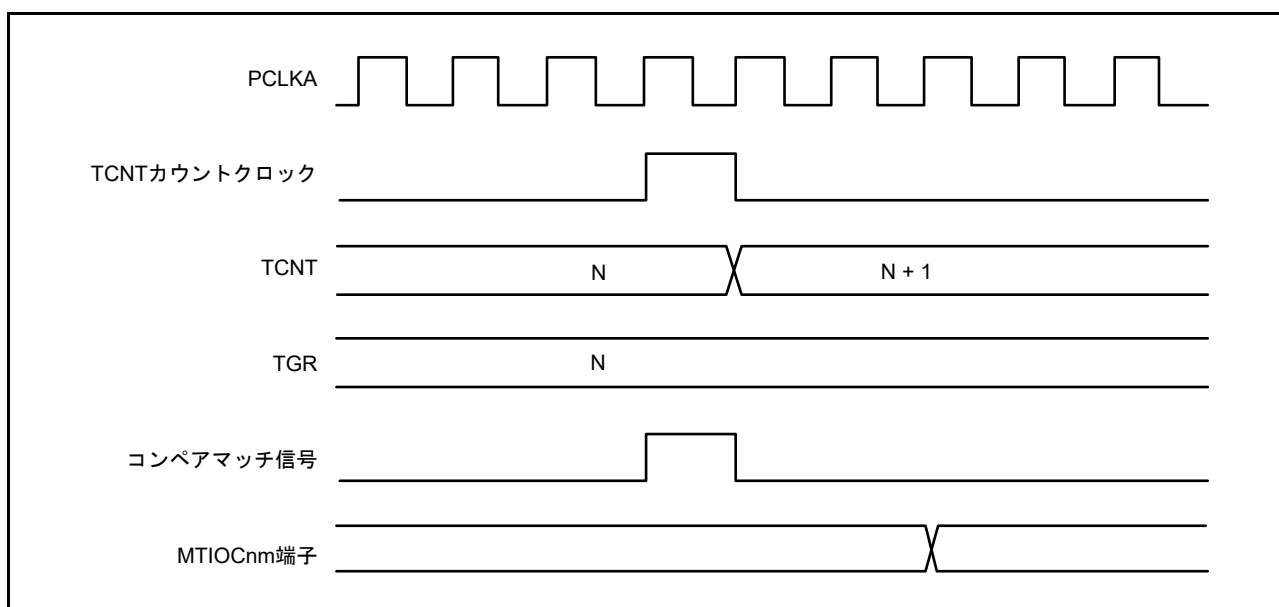 PCLKA
TCNTカウントクロック
TCNT
N
N + 1
TGR
N
コンペアマッチ信号
MTIOCnm端子